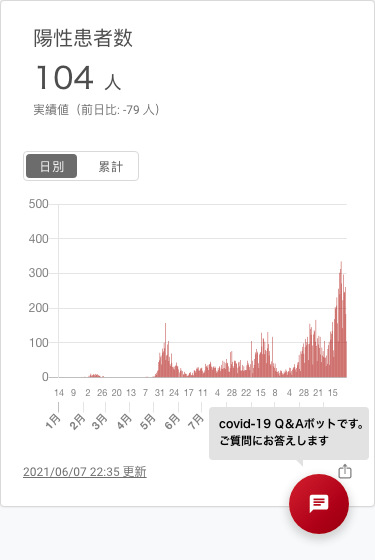 陽性患者数
104 人
実績値（前日比: -79 人）
日別 累計
500
400
300
200
100
0
14 9 2 26 20 13 7 31 24 17 11 4 28 22 15 8 4 28 21 15
1月 2月 3月 4月 5月 6月 7月
covid-19 Q&Aボットです。
ご質問にお答えします
2021/06/07 22:35 更新